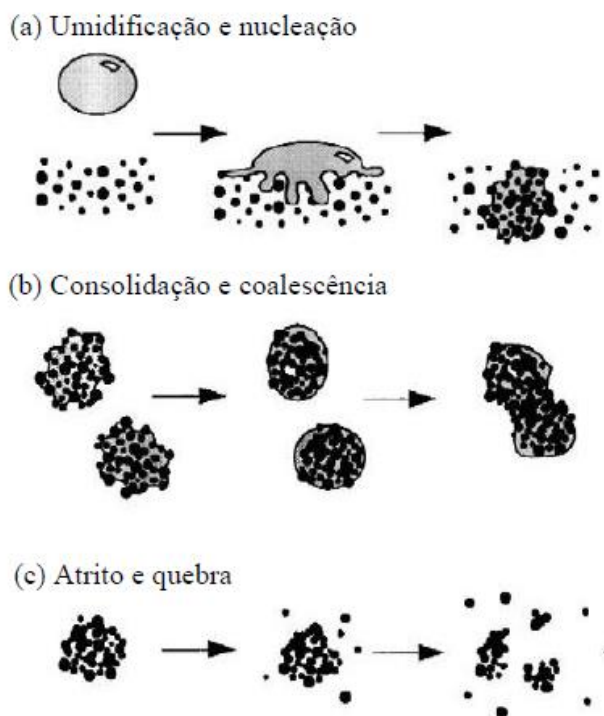 (a) Umidificação e nucleação
(b) Consolidação e coalescência
(c) Atrito e quebra